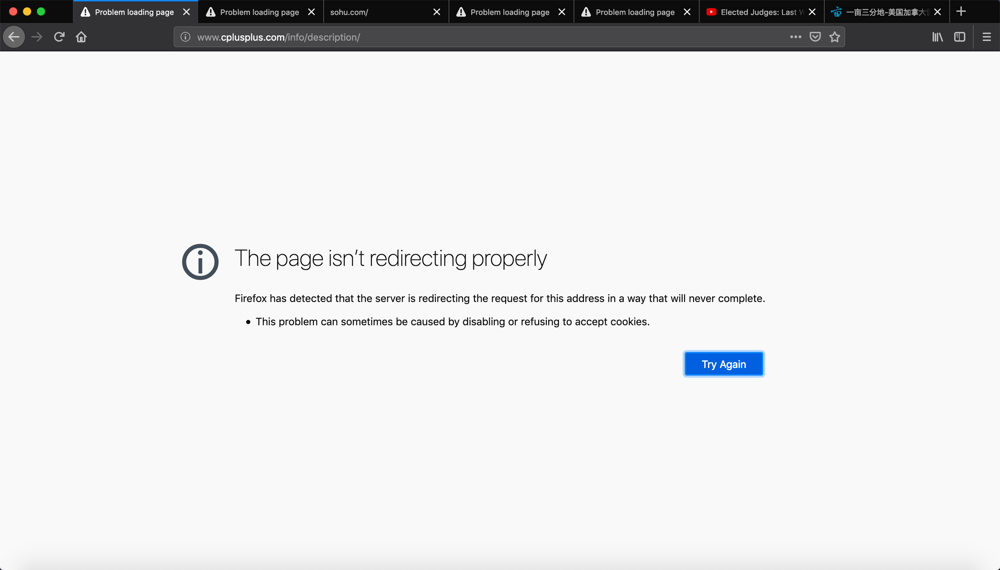 Problem loading page
Problem loading page
sohu.com/
Problem loading page
Problem loading page
Elected Judges: Last
一亩三分地-美国加拿大
www.cplusplus.com/info/description/
The page isn’t redirecting properly
Firefox has detected that the server is redirecting the request for this address in a way that will never complete.
• This problem can sometimes be caused by disabling or refusing to accept cookies.
Try Again